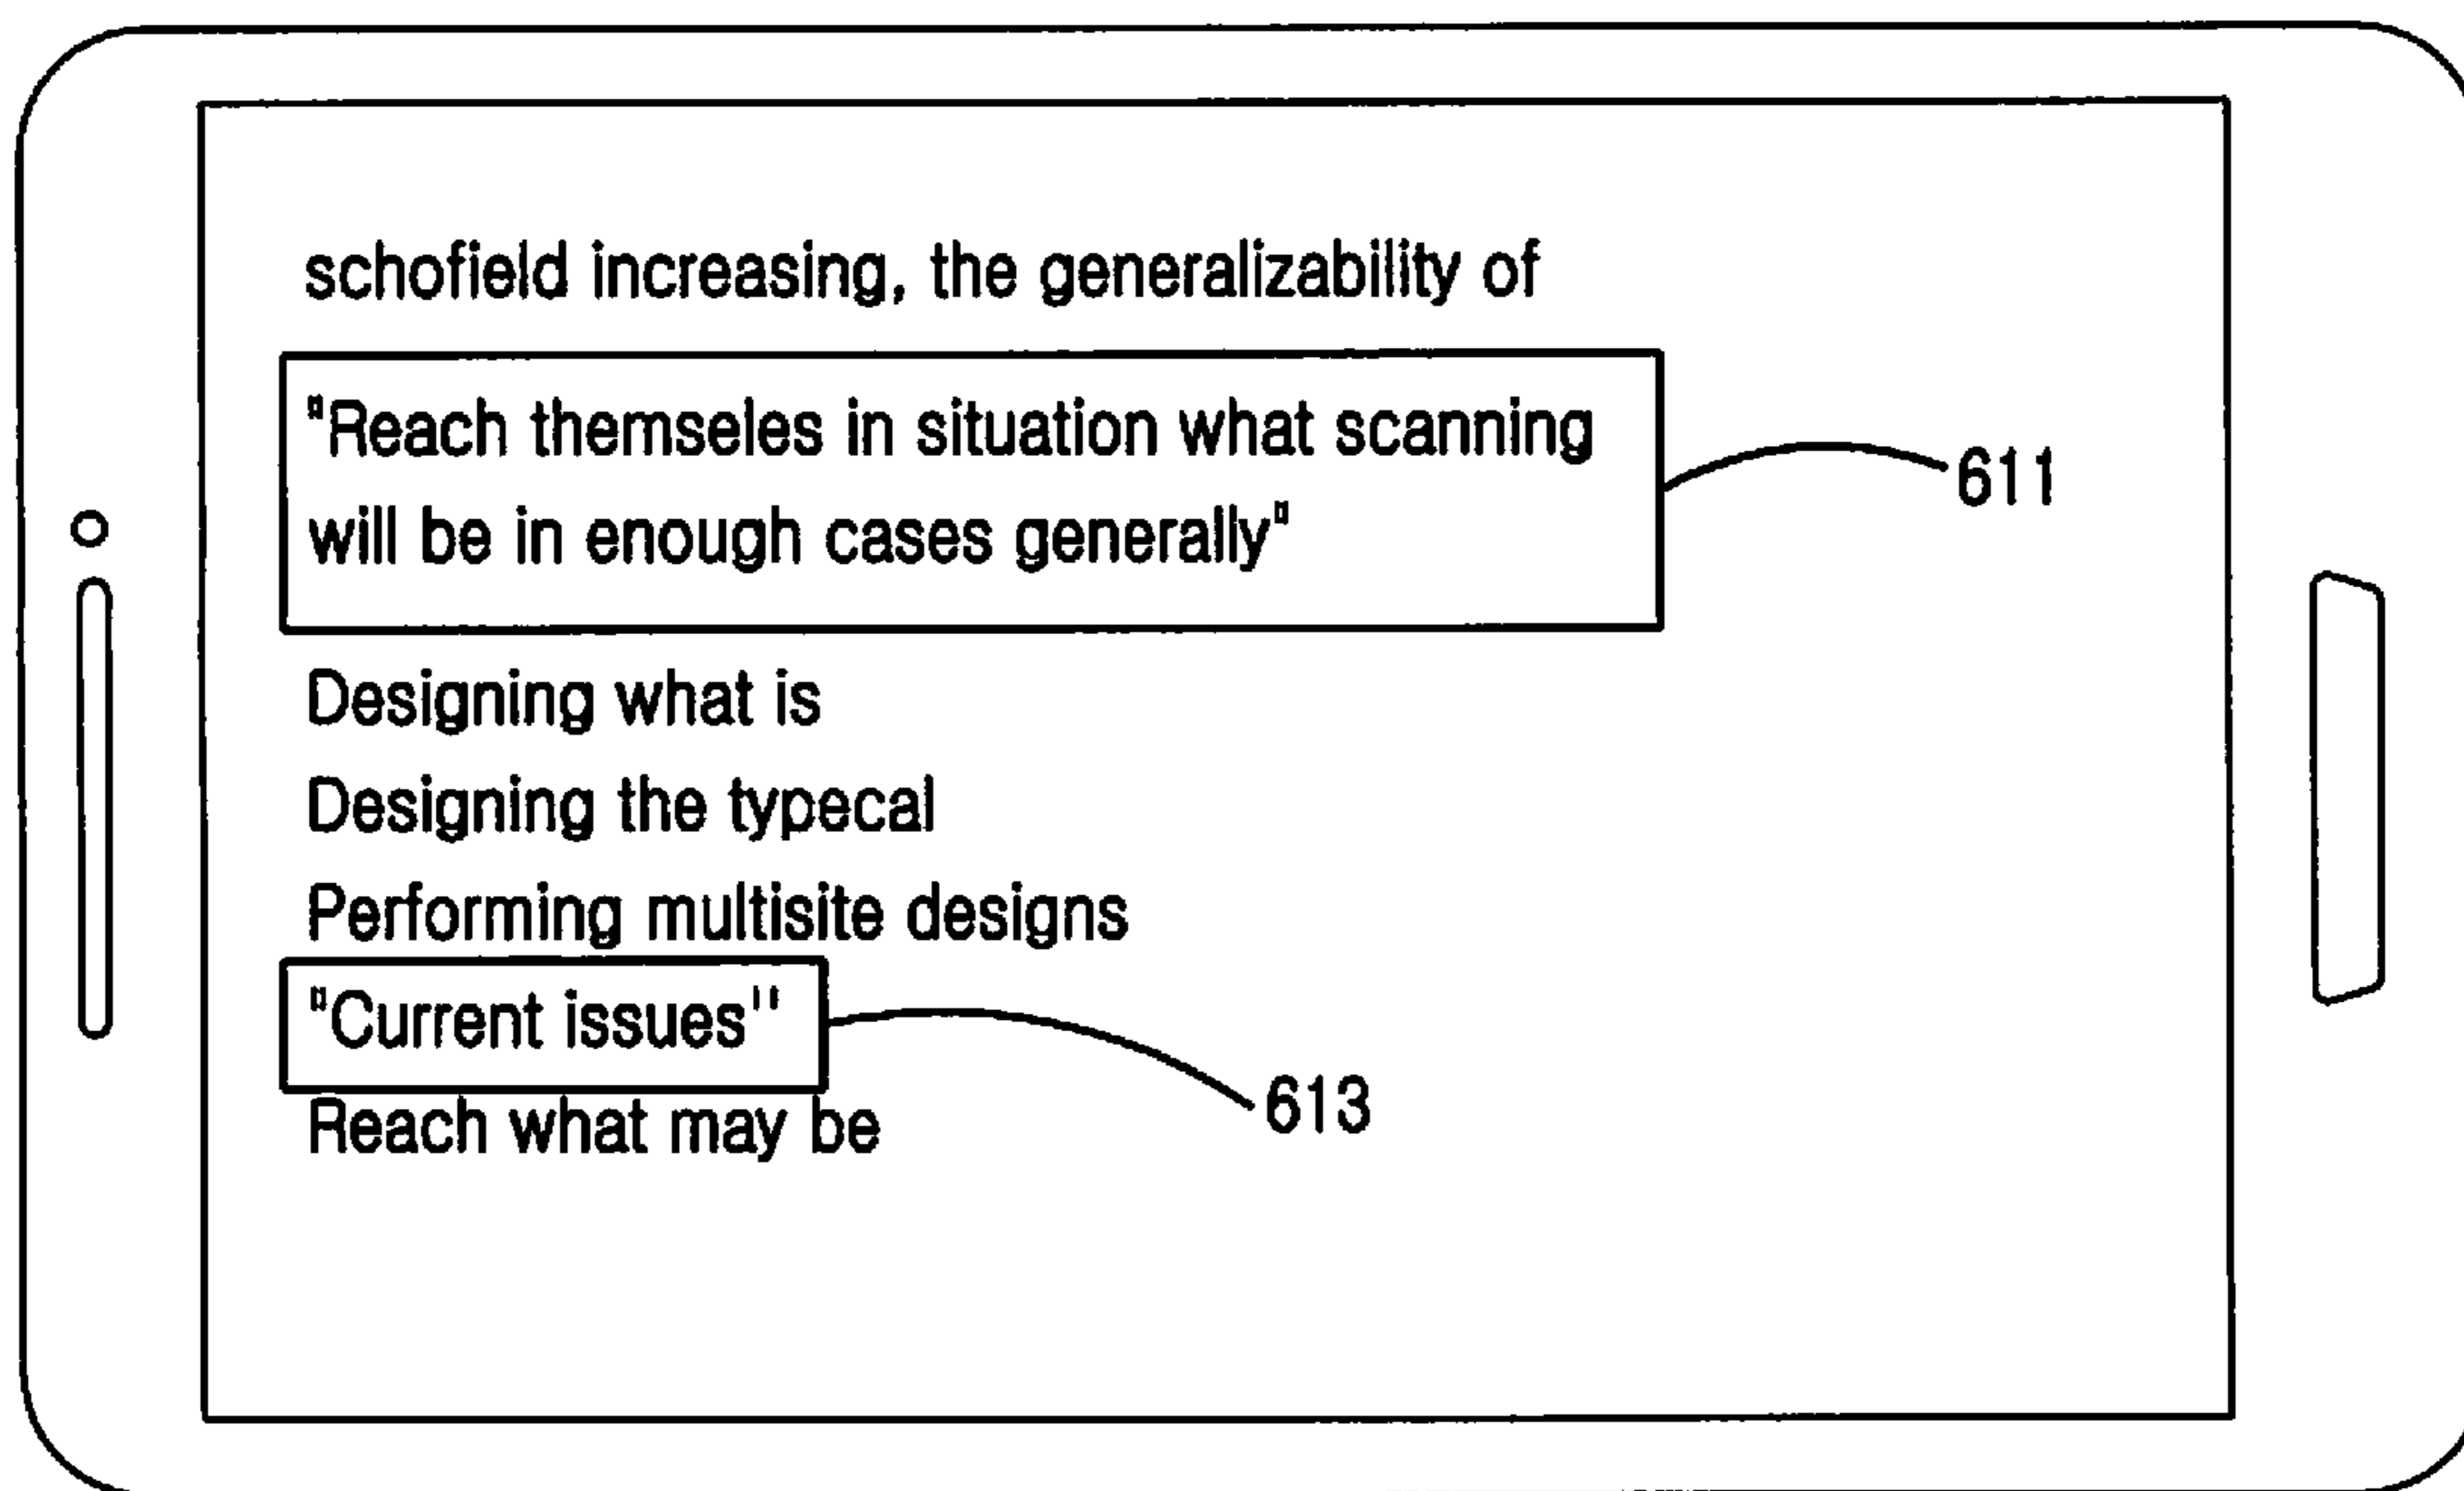 schofield increasing, the generalizability of
"Reach themseles in situation what scanning
will be in enough cases generally"
611
Designing what is
Designing the typecal
Performing multisite designs
"Current issues"
613
Reach what may be